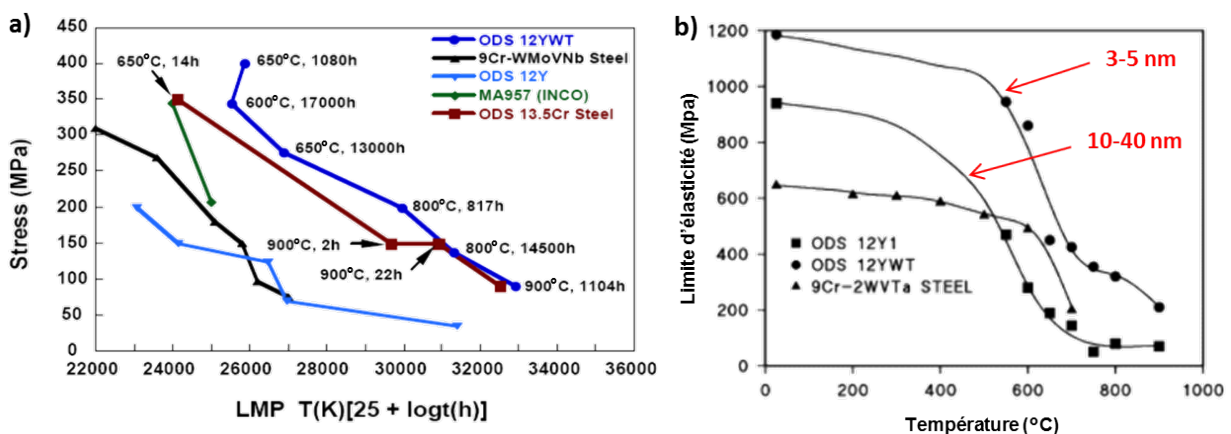 a)
450
400
350
300
250
200
150
100
50
0
Stress (MPa)
650°C, 14h
650°C, 1080h
600°C, 17000h
650°C, 13000h
800°C, 817h
900°C, 2h
800°C, 14500h
900°C, 22h
900°C, 1104h
ODS 12YWT
9Cr-WMoVNb Steel
ODS 12Y
MA957 (INCO)
ODS 13.5Cr Steel
22000 24000 26000 28000 30000 32000 34000 36000
LMP T(K)[25 + logt(h)]
b)
1200
1000
800
600
400
200
0
Limite d'élasticité (Mpa)
3-5 nm
10-40 nm
ODS 12Y1
ODS 12YWT
9Cr-2WVTa STEEL
0 200 400 600 800 1000
Température (°C)